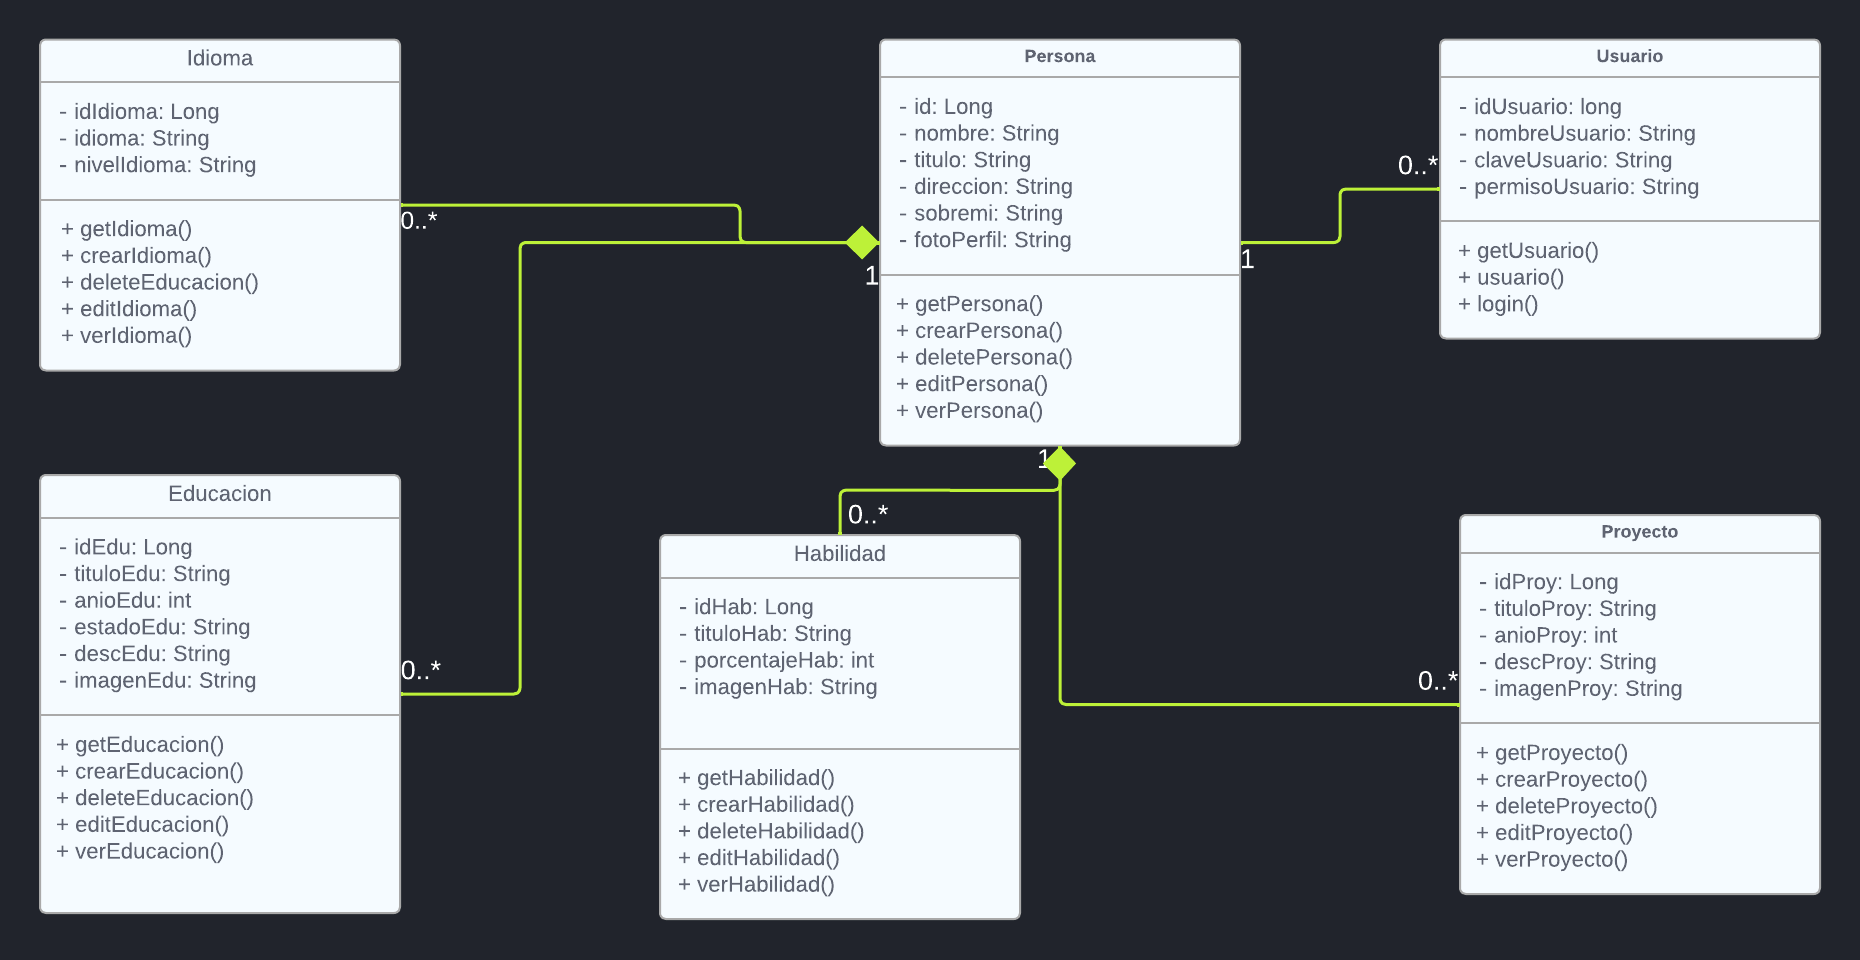 Idioma
- idIdioma: Long
- idioma: String
- nivelIdioma: String
+ getIdioma()
+ crearIdioma()
+ deleteEducacion()
+ editIdioma()
+ verIdioma()
0..*
1
Persona
- id: Long
- nombre: String
- titulo: String
- direccion: String
- sobremi: String
- fotoPerfil: String
+ getPersona()
+ crearPersona()
+ deletePersona()
+ editPersona()
+ verPersona()
1
0..*
Usuario
- idUsuario: long
- nombreUsuario: String
- claveUsuario: String
- permisoUsuario: String
+ getUsuario()
+ usuario()
+ login()
Educacion
- idEdu: Long
- tituloEdu: String
- anioEdu: int
- estadoEdu: String
- descEdu: String
- imagenEdu: String
+ getEducacion()
+ crearEducacion()
+ deleteEducacion()
+ editEducacion()
+ verEducacion()
0..*
1
0..*
Habilidad
- idHab: Long
- tituloHab: String
- porcentajeHab: int
- imagenHab: String
+ getHabilidad()
+ crearHabilidad()
+ deleteHabilidad()
+ editHabilidad()
+ verHabilidad()
0..*
Proyecto
- idProy: Long
- tituloProy: String
- anioProy: int
- descProy: String
- imagenProy: String
+ getProyecto()
+ crearProyecto()
+ deleteProyecto()
+ editProyecto()
+ verProyecto()